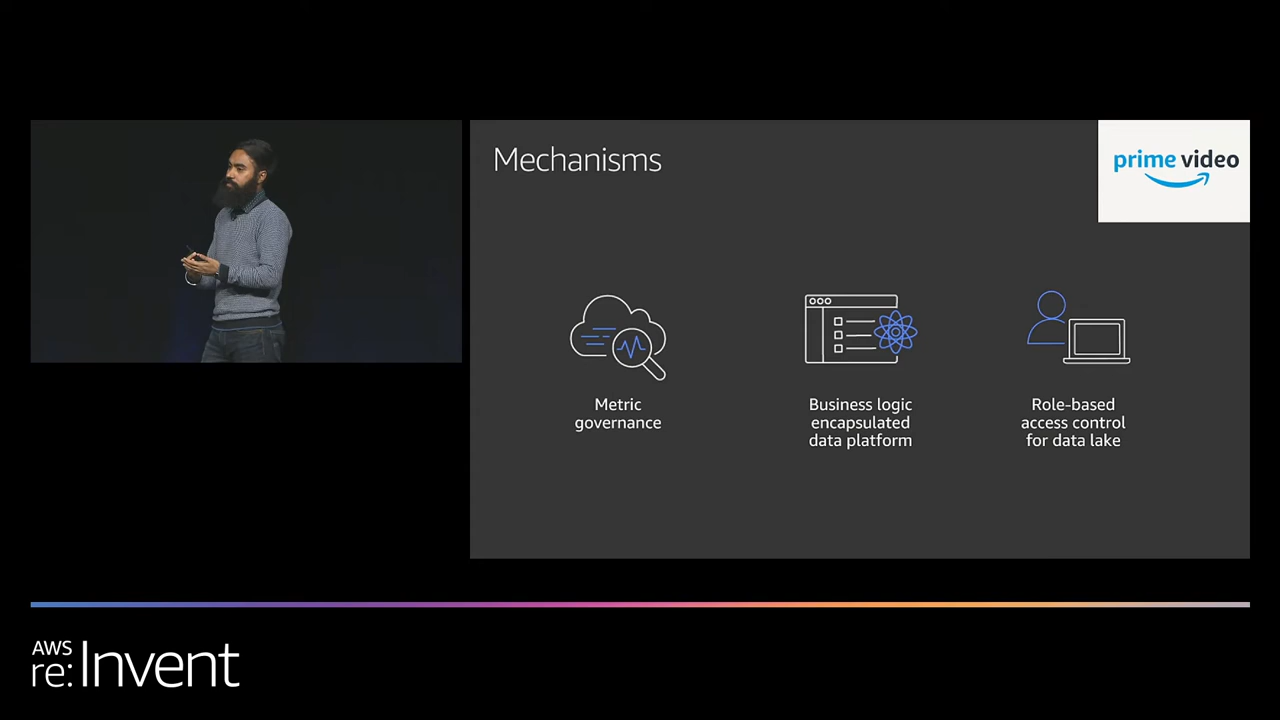 Mechanisms
prime video
Metric
governance
Business logic
encapsulated
data platform
Role-based
access control
for data lake
AWS
re:Invent